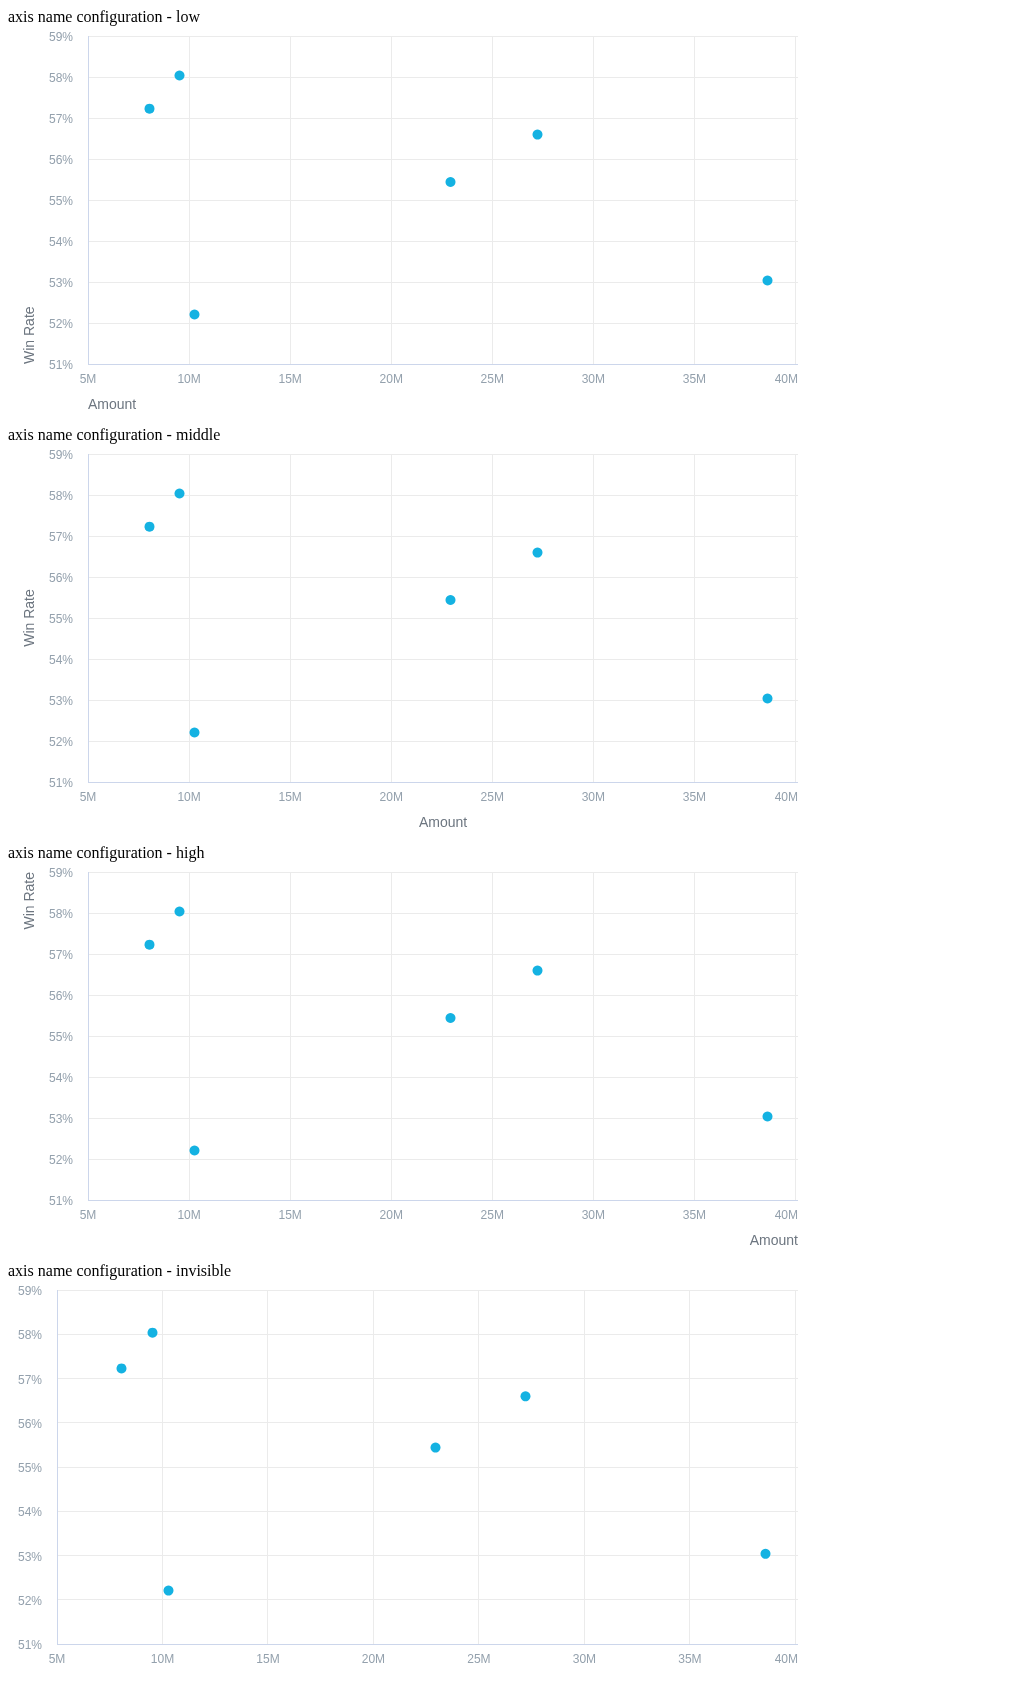 axis name configuration - low
59%
58%
57%
56%
55%
54%
53%
52%
51%
Win Rate
5M 10M 15M 20M 25M 30M 35M 40M
Amount
axis name configuration - middle
59%
58%
57%
56%
55%
54%
53%
52%
51%
Win Rate
5M 10M 15M 20M 25M 30M 35M 40M
Amount
axis name configuration - high
59%
58%
57%
56%
55%
54%
53%
52%
51%
Win Rate
5M 10M 15M 20M 25M 30M 35M 40M
Amount
axis name configuration - invisible
59%
58%
57%
56%
55%
54%
53%
52%
51%
5M 10M 15M 20M 25M 30M 35M 40M